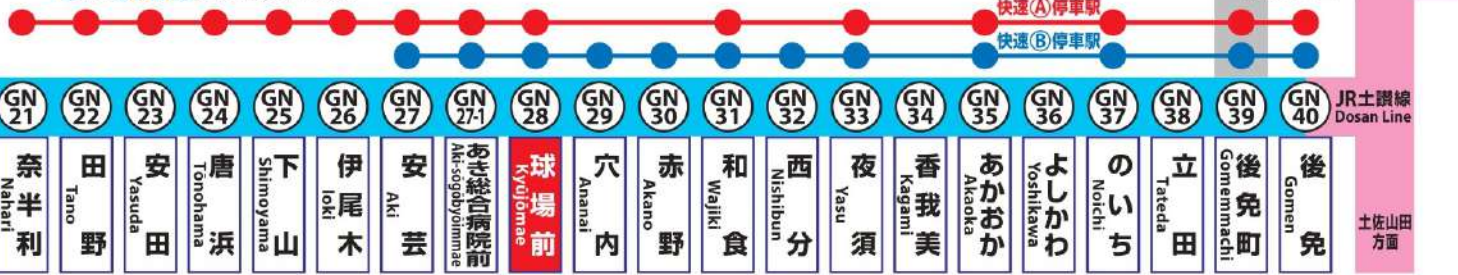 快速Ⓐ停車駅
快速Ⓑ停車駅
GN 21
GN 22
GN 23
GN 24
GN 25
GN 26
GN 27
GN 27-1
GN 28
GN 29
GN 30
GN 31
GN 32
GN 33
GN 34
GN 35
GN 36
GN 37
GN 38
GN 39
GN 40
JR土讃線
Dosan Line
奈半利
Nahari
田野
Tano
安田
Yasuda
唐浜
Tōnohama
下山
Shimoyama
伊尾木
Ioki
安芸
Aki
あき総合病院前
Aki-sōgōbyōimmae
球場前
Kyūjōmae
穴内
Ananai
赤野
Akano
和食
Wajiki
西分
Nishibun
夜須
Yasu
香我美
Kagami
あかおか
Akaoka
よしかわ
Yoshikawa
のいち
Noichi
立田
Tateda
後免町
Gomemmachi
後免
Gomen
土佐山田
方面